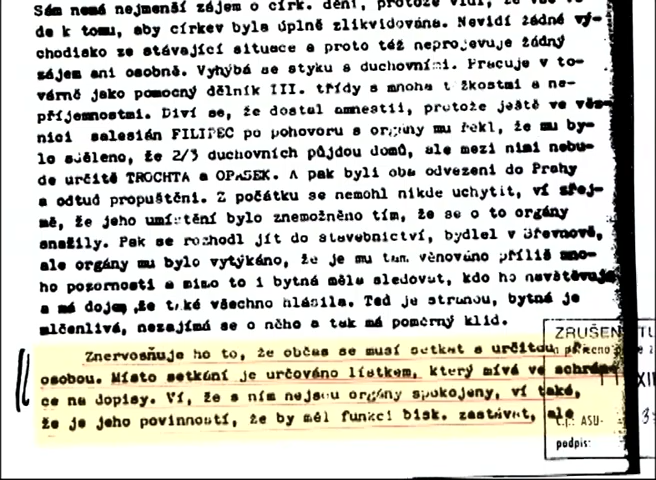 Sám nemá nejmenší zájem o círk. dění, protože vidí, že vše ve-
de k tomu, aby církev byla úplně zlikvidována. Nevidí žádné vý-
chodisko ze stávající situace a proto též neprojevuje žádný
zájem ani osobně. Vyhýbá se styku s duchovními. Pracuje v to-
várně jako pomocný dělník III. třídy s mnoha těžkostmi a ne-
příjemnostmi. Diví se, že dostal amnestii, protože ještě ve věz-
nici salesián FILIPEC po pohovoru s orgány mu řekl, že mu by-
lo sděleno, že 2/3 duchovních půjdou domů, ale mezi nimi nebu-
de určitě TROCHTA a OPASEK. A pak byli oba odvezeni do Prahy
a odtud propuštěni. Z počátku se nemohl nikde uchytit, ví zřej-
mě, že jeho umístění bylo znemožněno tím, že se o to orgány
snažily. Pak se rozhodl jít do stavebnictví, bydlel v Břevnově,
ale orgány mu bylo vytýkáno, že je mu tam věnováno příliš mno-
ho pozornosti a mimo to i bytná měla sledovat, kdo ho navštěvuje
a má dojem,že také všechno hlásila. Teď je stranou, bytná je
mlčenlivá, nezajímá se o něho a tak má poměrný klid.
Znervosňuje ho to, že občas se musí setkat s určitou
osobou. Místo setkání je určováno lístkem, který mívá ve schrán-
ce na dopisy. Ví, že s ním nejsou orgány spokojeny, ví také,
že je jeho povinností, že by měl funkci bisk. zastávat, ale
ZRUŠEN
XII
č.j.: ASU-
podpis: